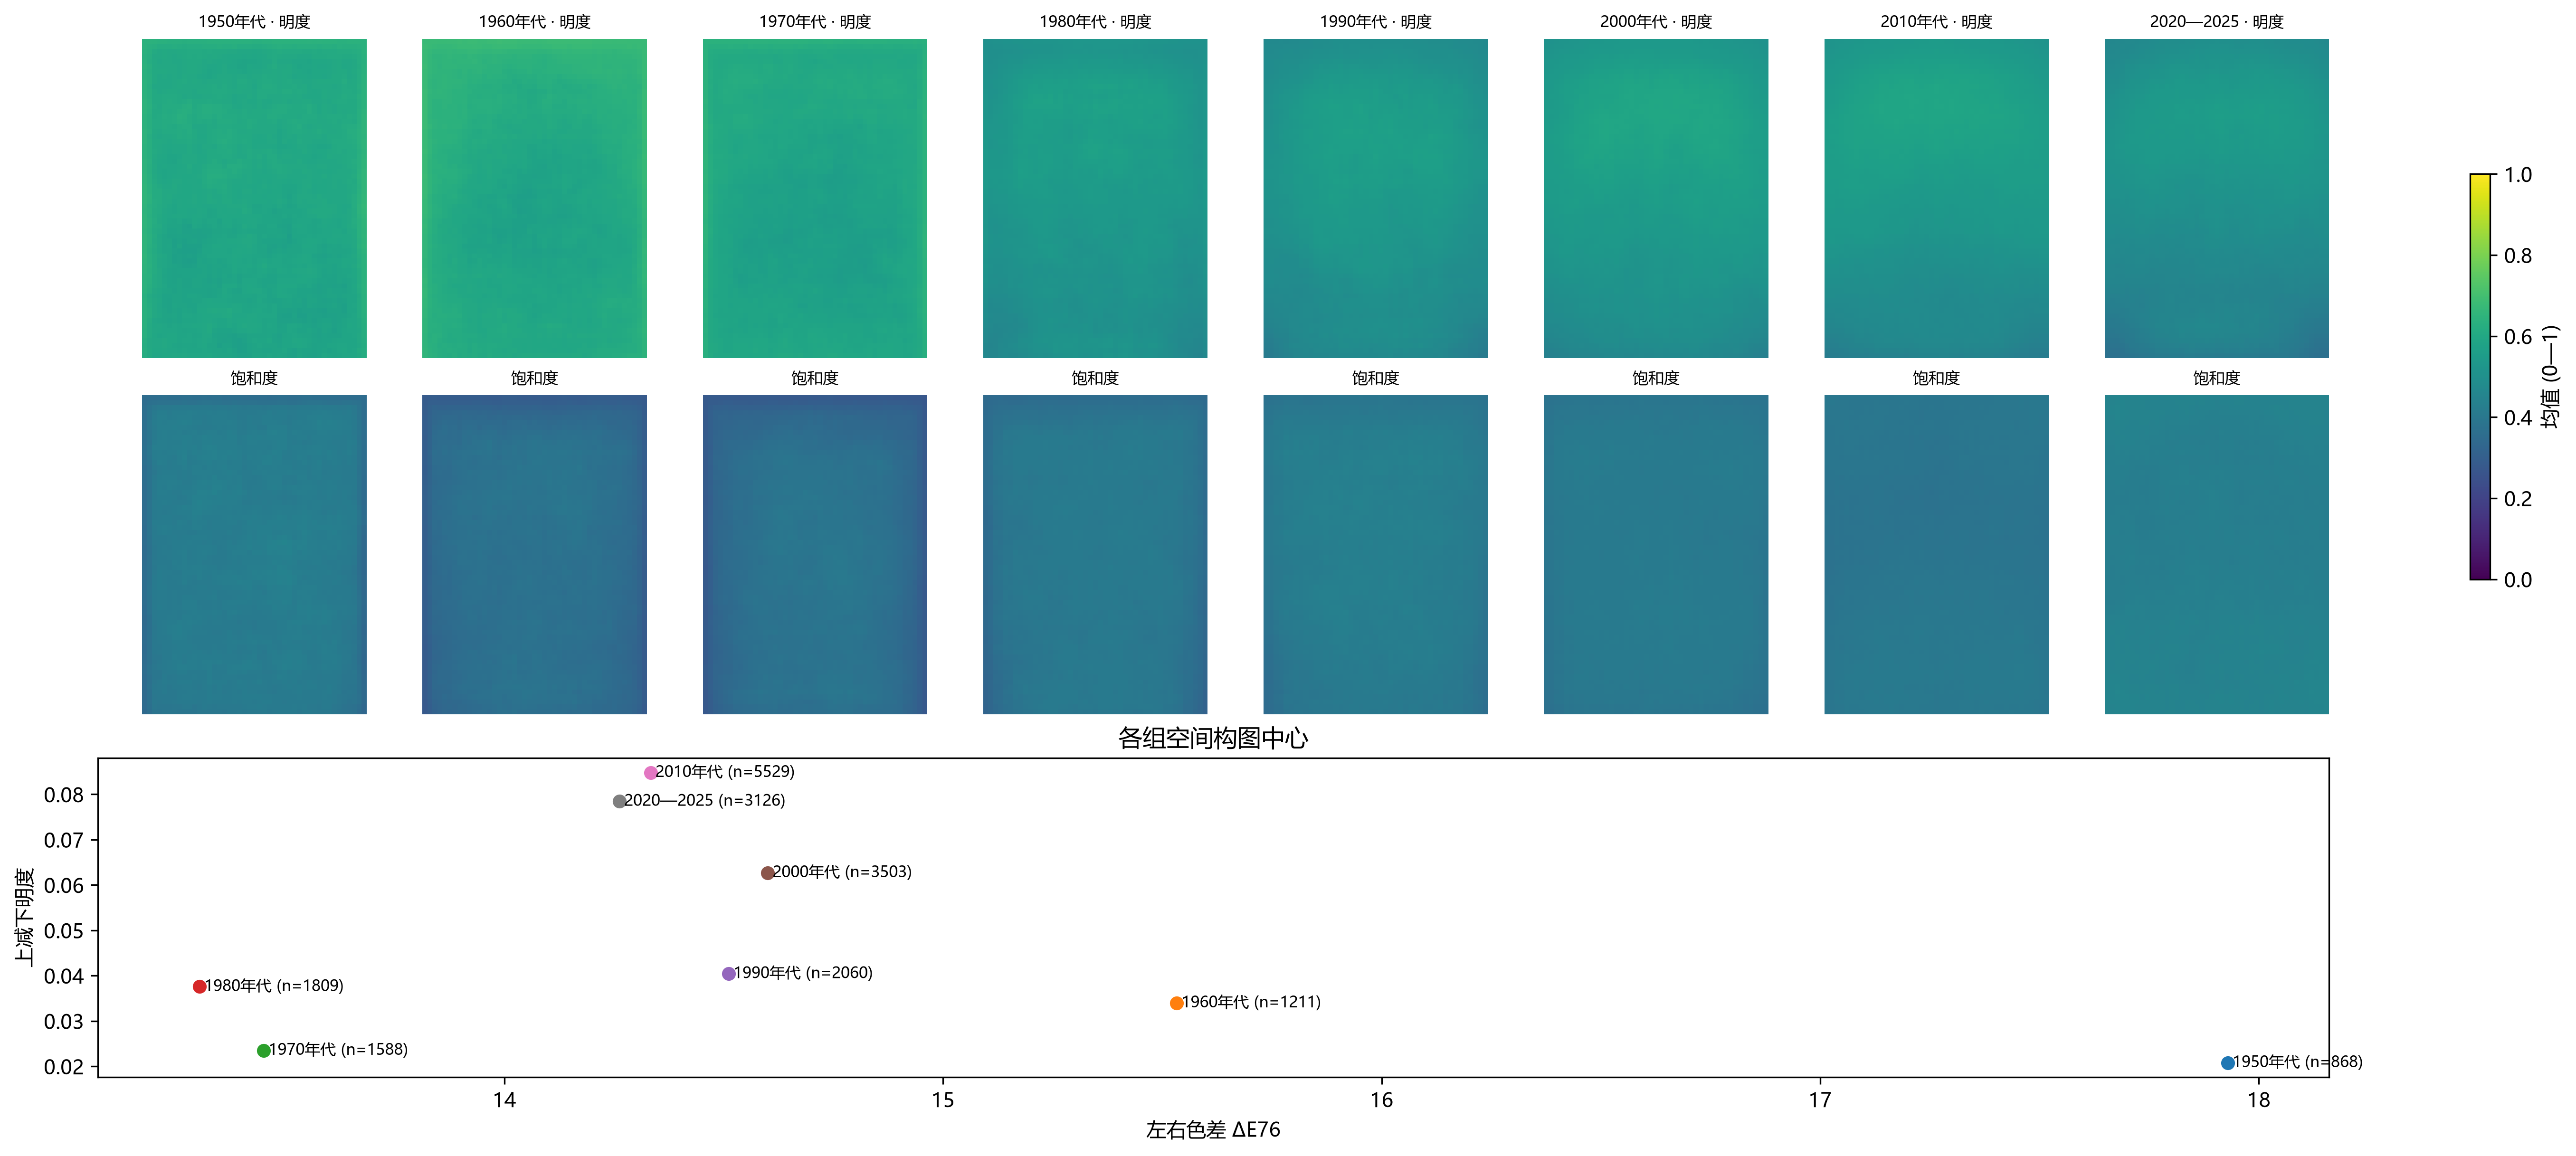 1950年代 · 明度
1960年代 · 明度
1970年代 · 明度
1980年代 · 明度
1990年代 · 明度
2000年代 · 明度
2010年代 · 明度
2020—2025 · 明度
饱和度
饱和度
饱和度
饱和度
饱和度
饱和度
饱和度
饱和度
1.0
0.8
0.6
0.4
0.2
0.0
均值 (0—1)
各组空间构图中心
上减下明度
0.08
0.07
0.06
0.05
0.04
0.03
0.02
2010年代 (n=5529)
2020—2025 (n=3126)
2000年代 (n=3503)
1990年代 (n=2060)
1980年代 (n=1809)
1960年代 (n=1211)
1970年代 (n=1588)
1950年代 (n=868)
14
15
16
17
18
左右色差 ΔE76